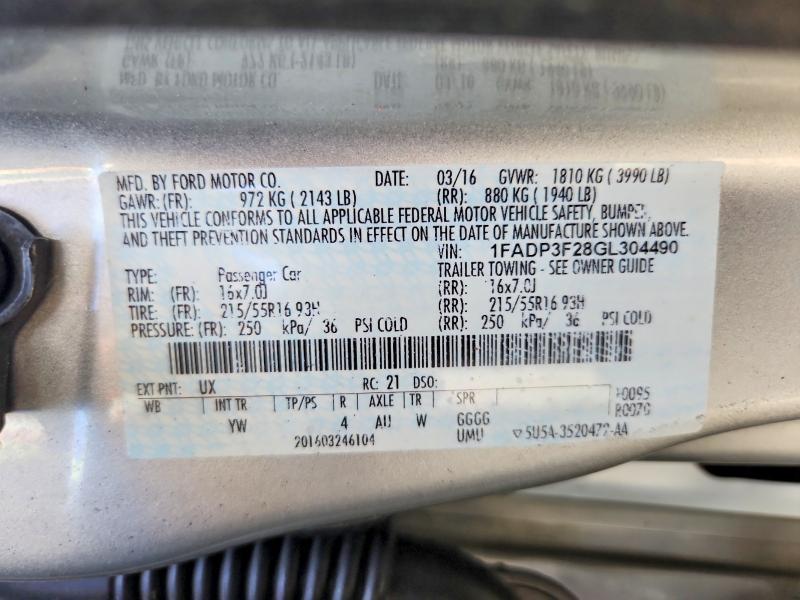 MFD. BY FORD MOTOR CO. DATE: 03/16 GVWR: 1810 KG ( 3990 LB)
GAWR: (FR): 972 KG ( 2143 LB) (RR): 880 KG ( 1940 LB)
THIS VEHICLE CONFORMS TO ALL APPLICABLE FEDERAL MOTOR VEHICLE SAFETY, BUMPER,
AND THEFT PREVENTION STANDARDS IN EFFECT ON THE DATE OF MANUFACTURE SHOWN ABOVE.
VIN: 1FADP3F28GL304490
TYPE: Passenger Car TRAILER TOWING - SEE OWNER GUIDE
RIM: (FR): 16x7.0J (RR): 16x7.0J
TIRE: (FR): 215/55R16 93H (RR): 215/55R16 93H
PRESSURE: (FR): 250 kPa/ 36 PSI COLD (RR): 250 kPa/ 36 PSI COLD
EXT PNT: UX RC: 21 DSO:
WB INT TR TP/PS R AXLE TR SPR
YW 4 AU W GGGG
201603246104 UMU ▽5U5A-3520472-AA